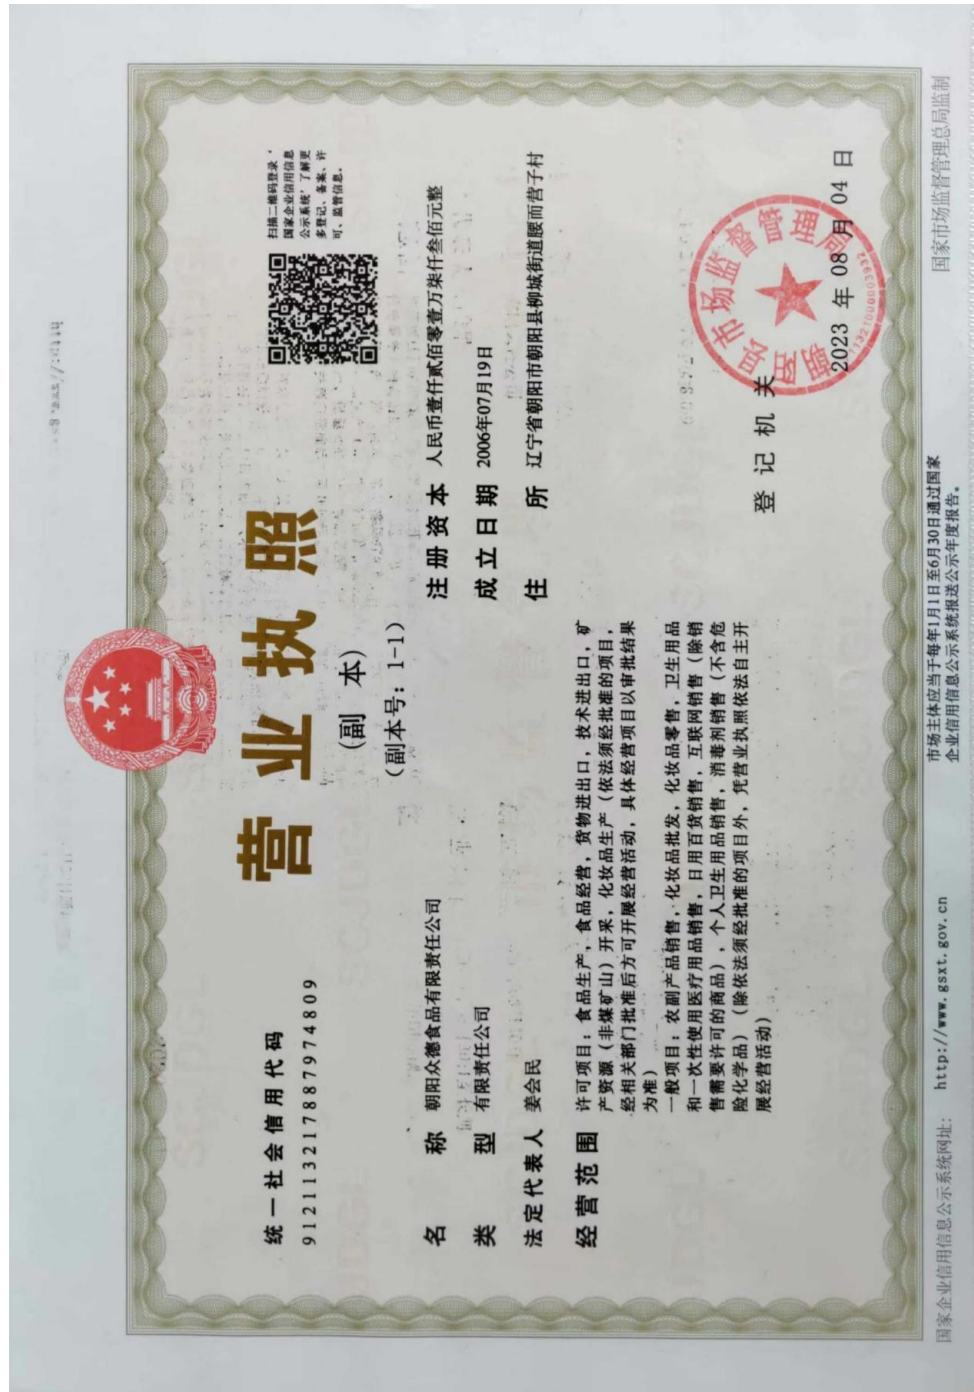 统一社会信用代码
912113217887974809
营业执照
(副本)
(副本号：1-1)
扫描二维码登录‘
国家企业信用信息
公示系统’了解更
多登记、备案、许
可、监管信息。
名称 朝阳众德食品有限责任公司
类型 有限责任公司
法定代表人 姜会民
经营范围 许可项目：食品生产，食品经营，货物进出口，技术进出口，矿
产资源（非煤矿山）开采，化妆品生产（依法须经批准的项目，
经相关部门批准后方可开展经营活动，具体经营项目以审批结果
为准）
一般项目：农副产品销售，化妆品批发，化妆品零售，卫生用品
和一次性使用医疗用品销售，日用百货销售，互联网销售（除销
售需要许可的商品），个人卫生用品销售，消毒剂销售（不含危
险化学品）（除依法须经批准的项目外，凭营业执照依法自主开
展经营活动）
注册资本 人民币壹仟贰佰零壹万柒仟叁佰元整
成立日期 2006年07月19日
住所 辽宁省朝阳市朝阳县柳城街道腰而营子村
登记机关
朝阳县市场监督管理局
2023年08月04日
国家企业信用信息公示系统网址： http://www.gsxt.gov.cn
市场主体应当于每年1月1日至6月30日通过国家
企业信用信息公示系统报送公示年度报告。
国家市场监督管理总局监制